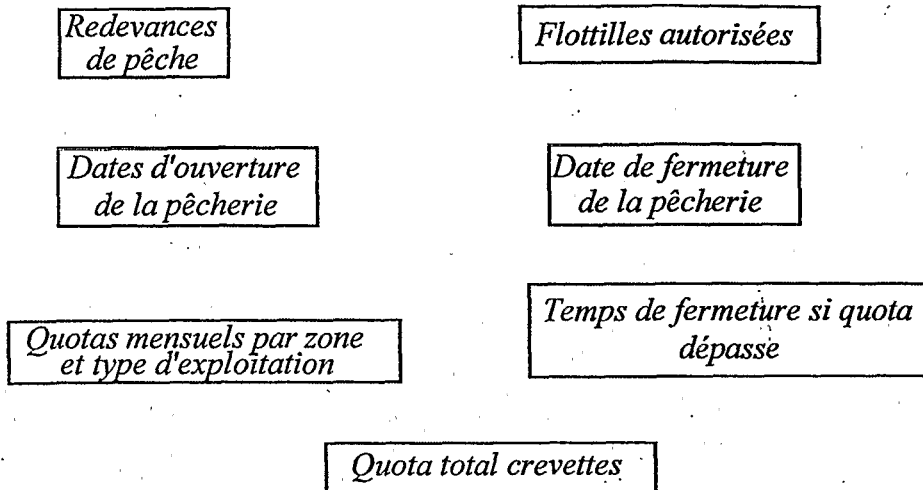 Redevances
de pêche
Flottilles autorisées
Dates d'ouverture
de la pêcherie
Date de fermeture
de la pêcherie
Quotas mensuels par zone
et type d'exploitation
Temps de fermeture si quota
dépasse
Quota total crevettes